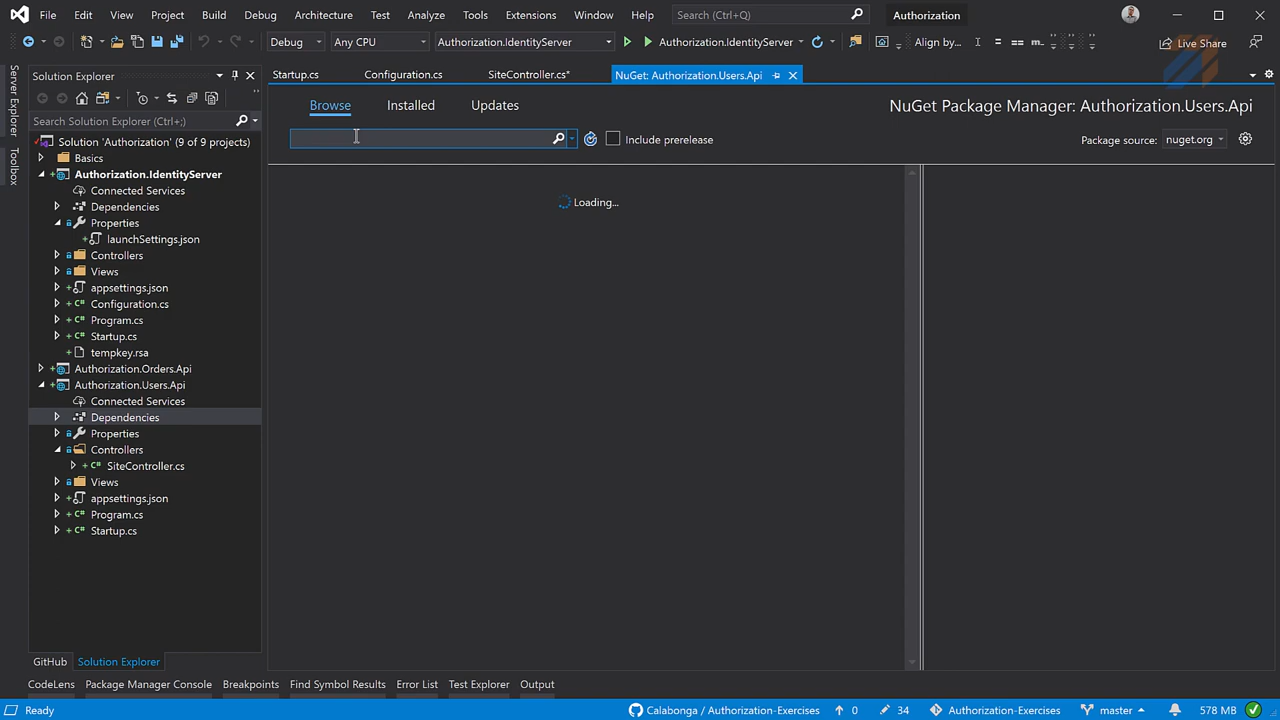 File Edit View Project Build Debug Architecture Test Analyze Tools Extensions Window Help Search (Ctrl+Q) Authorization
Debug Any CPU Authorization.IdentityServer Authorization.IdentityServer Align by... Live Share
Server Explorer
Toolbox
Solution Explorer
Search Solution Explorer (Ctrl+;)
Solution 'Authorization' (9 of 9 projects)
Basics
Authorization.IdentityServer
Connected Services
Dependencies
Properties
launchSettings.json
Controllers
Views
appsettings.json
Configuration.cs
Program.cs
Startup.cs
tempkey.rsa
Authorization.Orders.Api
Authorization.Users.Api
Connected Services
Dependencies
Properties
Controllers
SiteController.cs
Views
appsettings.json
Program.cs
Startup.cs
GitHub Solution Explorer
Startup.cs Configuration.cs SiteController.cs* NuGet: Authorization.Users.Api
Browse Installed Updates NuGet Package Manager: Authorization.Users.Api
Include prerelease Package source: nuget.org
Loading...
CodeLens Package Manager Console Breakpoints Find Symbol Results Error List Test Explorer Output
Ready Calabonga / Authorization-Exercises 0 34 Authorization-Exercises master 578 MB